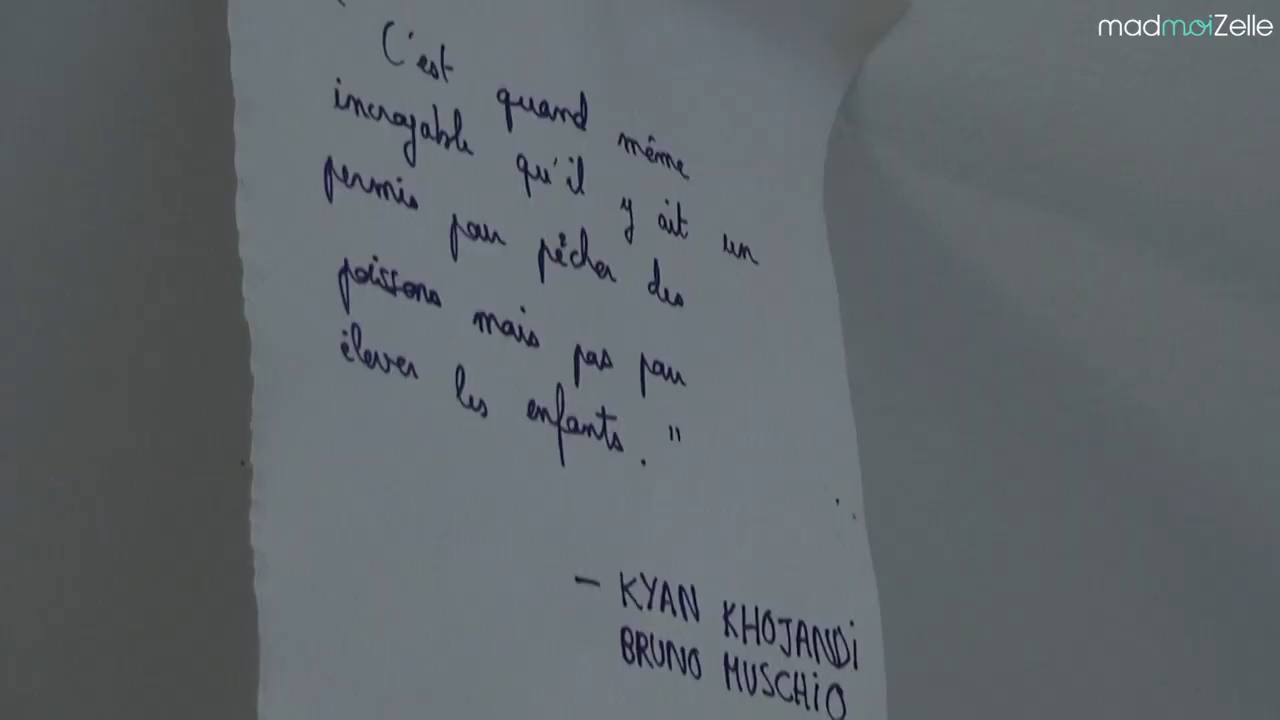 madmoiZelle
C'est quand même
incroyable qu'il y ait un
permis pour pêcher des
poissons mais pas pour
élever les enfants."
- KYAN KHOJANDi
BRUNO MUSCHiO